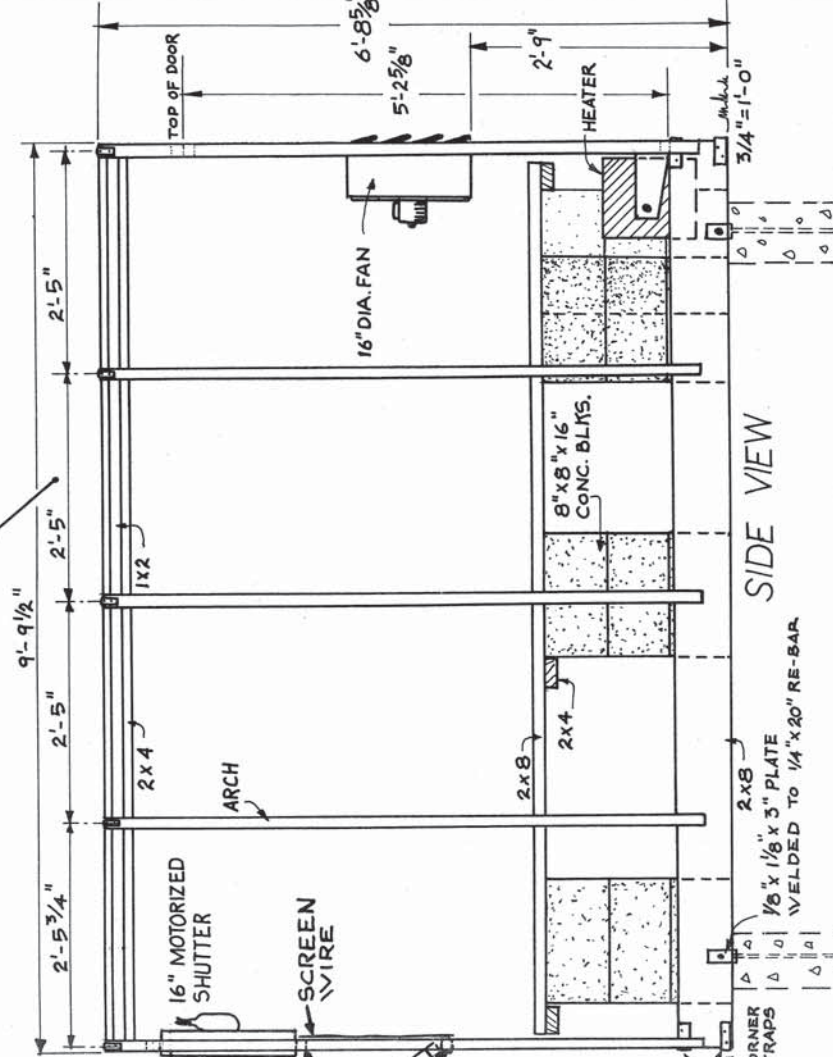 9'-9½"
2'-5¾"
2'-5"
2'-5"
2'-5"
6'-8⅝"
TOP OF DOOR
5'-2⅝"
2'-9"
1X2
2X4
ARCH
16" MOTORIZED
SHUTTER
SCREEN
WIRE
16" DIA. FAN
HEATER
8"X8"X16"
CONC. BLKS.
2X8
2X4
2X8
⅛" X 1⅛ X 3" PLATE
WELDED TO ¼" X 20" RE-BAR
SIDE VIEW
3/4"=1'-0"